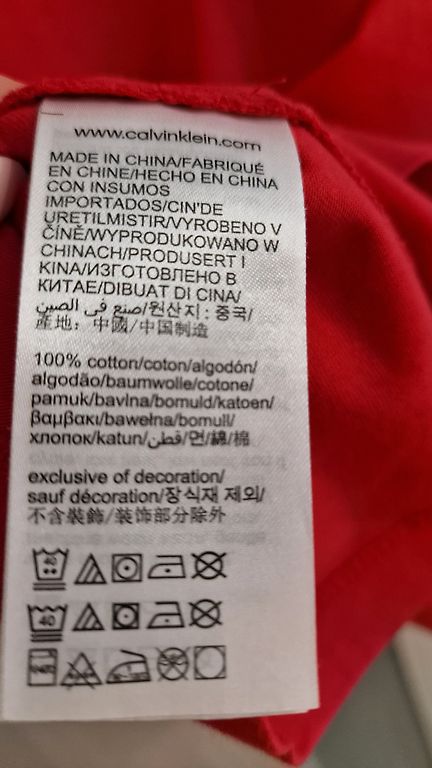 www.calvinklein.com
MADE IN CHINA/FABRIQUÉ
EN CHINE/HECHO EN CHINA
CON INSUMOS
IMPORTADOS/CIN'DE
URETILMISTIR/VYROBENO V
ČÍNĚ/WYPRODUKOWANO W
CHINACH/PRODUSERT I
KINA/ИЗГОТОВЛЕНО В
КИТАЕ/DIBUAT DI CINA/
صنع في الصين/원산지 : 중국/
産地：中國/中国制造
100% cotton/coton/algodón/
algodão/baumwolle/cotone/
pamuk/bavlna/bomuld/katoen/
βαμβακι/bawełna/bomull/
хлопок/katun/قطن/면/綿/棉
exclusive of decoration/
sauf décoration/장식재 제외/
不含裝飾/装饰部分除外
40
40